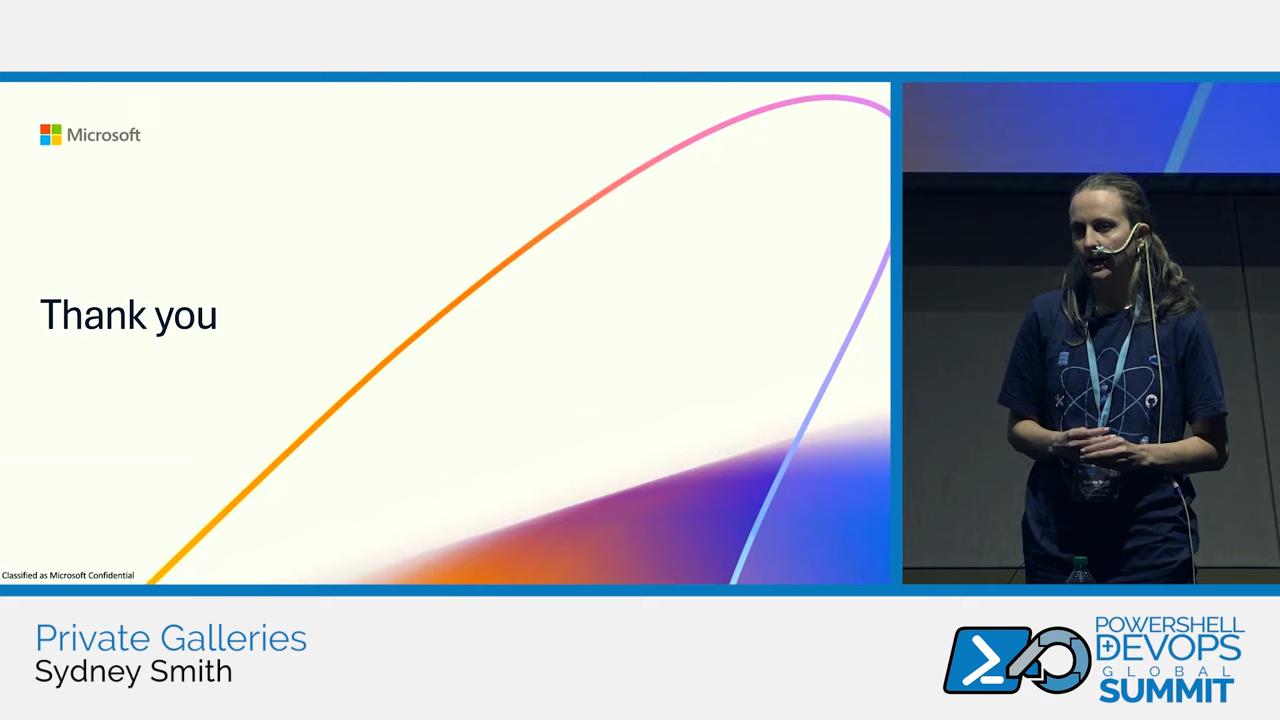 Microsoft
Thank you
Classified as Microsoft Confidential
Private Galleries
Sydney Smith
POWERSHELL
DEVOPS
GLOBAL
SUMMIT